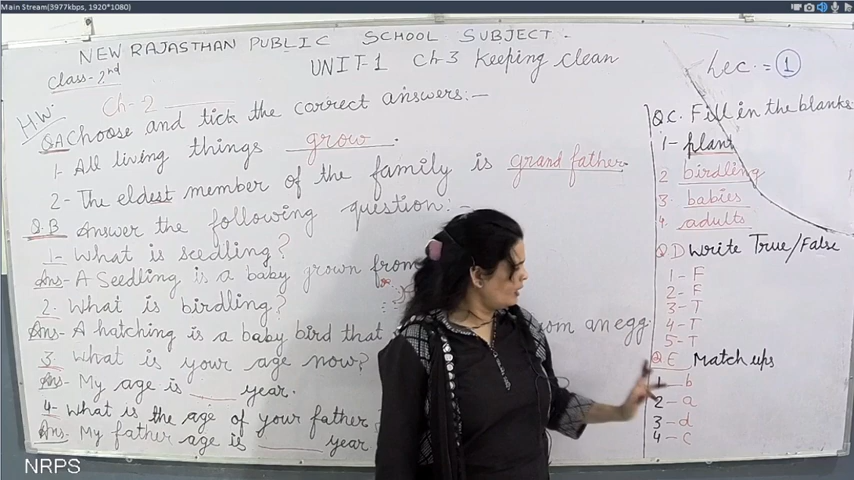 Main Stream(3977kbps, 1920*1080)
NEW RAJASTHAN PUBLIC SCHOOL SUBJECT.
Class-2nd
UNIT-1 Ch-3 Keeping clean
Lec. = 1
H.W.
Ch-2
Q.A Choose and tick the correct answers:-
1- All living things grow.
2- The eldest member of the family is grand father.
Q.B Answer the following question:-
1- What is seedling?
Ans- A Seedling is a baby grown from
2. What is birdling?
Ans- A hatching is a baby bird that from an egg.
3. What is your age now?
Ans- My age is ____ year.
4- What is the age of your father?
Ans- My father age is ____ year
QC. Fill in the blanks
1- plant
2 birdling
3. babies
4. adults
Q D Write True/False
1- F
2- F
3- T
4- T
5- T
Q E Match ups
1 b
2- a
3- d
4- c
NRPS